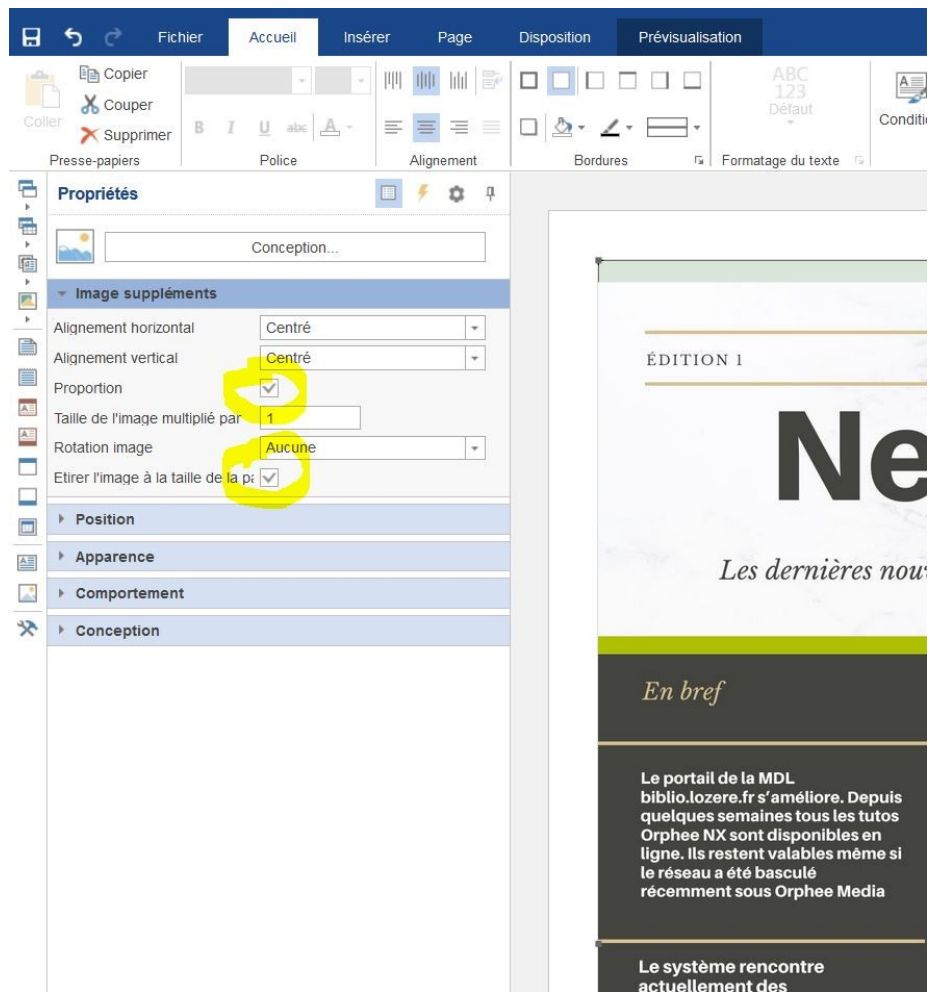 Fichier Accueil Insérer Page Disposition Prévisualisation
Coller
Copier
Couper
Supprimer
B I U abc A
ABC
123
Défaut
Conditi
Presse-papiers Police Alignement Bordures Formatage du texte
Propriétés
Conception...
Image suppléments
Alignement horizontal Centré
Alignement vertical Centré
Proportion
Taille de l'image multiplié par 1
Rotation image Aucune
Etirer l'image à la taille de la pa
Position
Apparence
Comportement
Conception
ÉDITION 1
Ne
Les dernières nouv
En bref
Le portail de la MDL
biblio.lozere.fr s’améliore. Depuis
quelques semaines tous les tutos
Orphee NX sont disponibles en
ligne. Ils restent valables même si
le réseau a été basculé
récemment sous Orphee Media
Le système rencontre
actuellement des